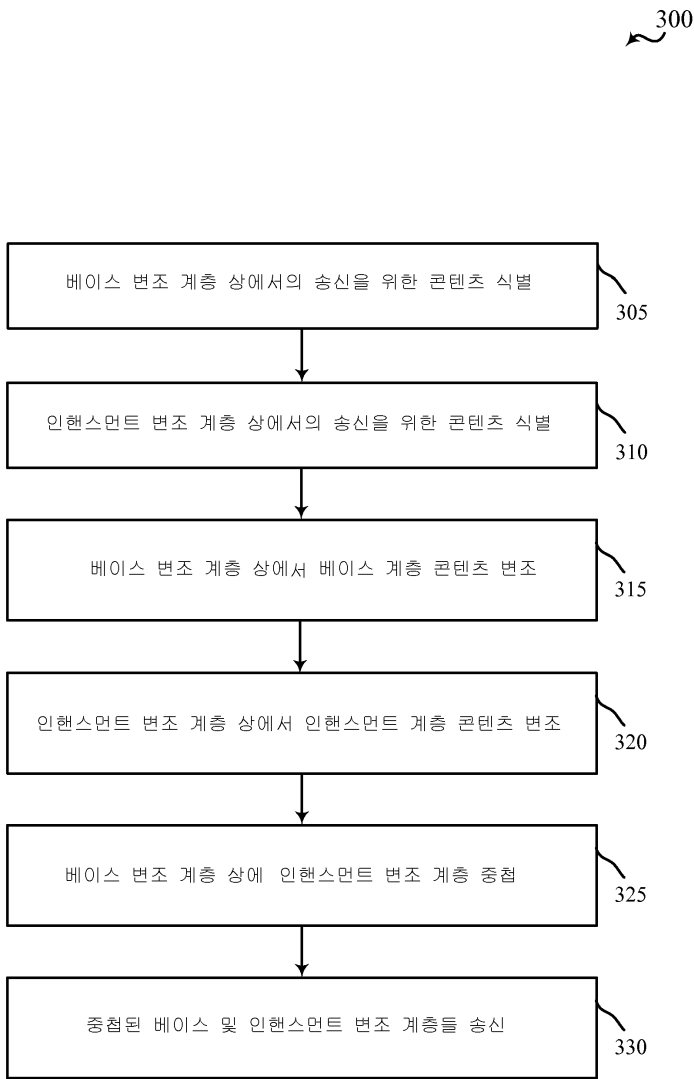 300
베이스 변조 계층 상에서의 송신을 위한 콘텐츠 식별
305
인핸스먼트 변조 계층 상에서의 송신을 위한 콘텐츠 식별
310
베이스 변조 계층 상에서 베이스 계층 콘텐츠 변조
315
인핸스먼트 변조 계층 상에서 인핸스먼트 계층 콘텐츠 변조
320
베이스 변조 계층 상에 인핸스먼트 변조 계층 중첩
325
중첩된 베이스 및 인핸스먼트 변조 계층들 송신
330